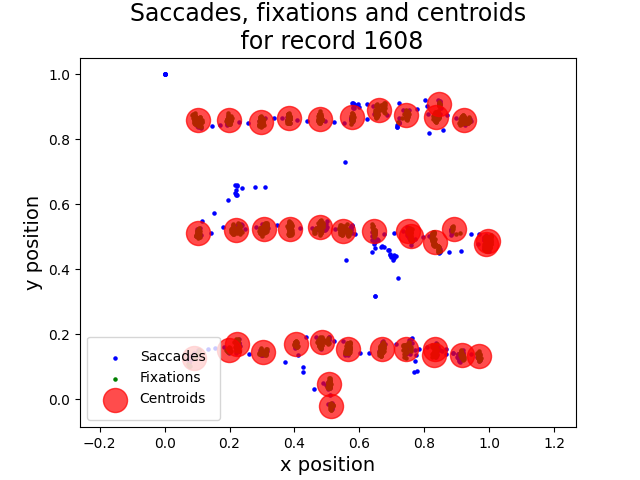 Saccades, fixations and centroids
for record 1608
y position
1.0
0.8
0.6
0.4
0.2
0.0
Saccades
Fixations
Centroids
−0.2 0.0 0.2 0.4 0.6 0.8 1.0 1.2
x position